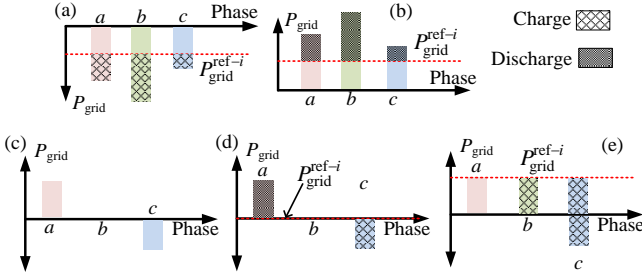 (a)
Phase
a b c
P_grid^ref-i
P_grid
P_grid
(b)
P_grid^ref-i
Phase
a b c
Charge
Discharge
(c)
P_grid
c
Phase
a b
(d)
P_grid
a
P_grid^ref-i
c
Phase
b
(e)
P_grid
P_grid^ref-i
a
Phase
b
c